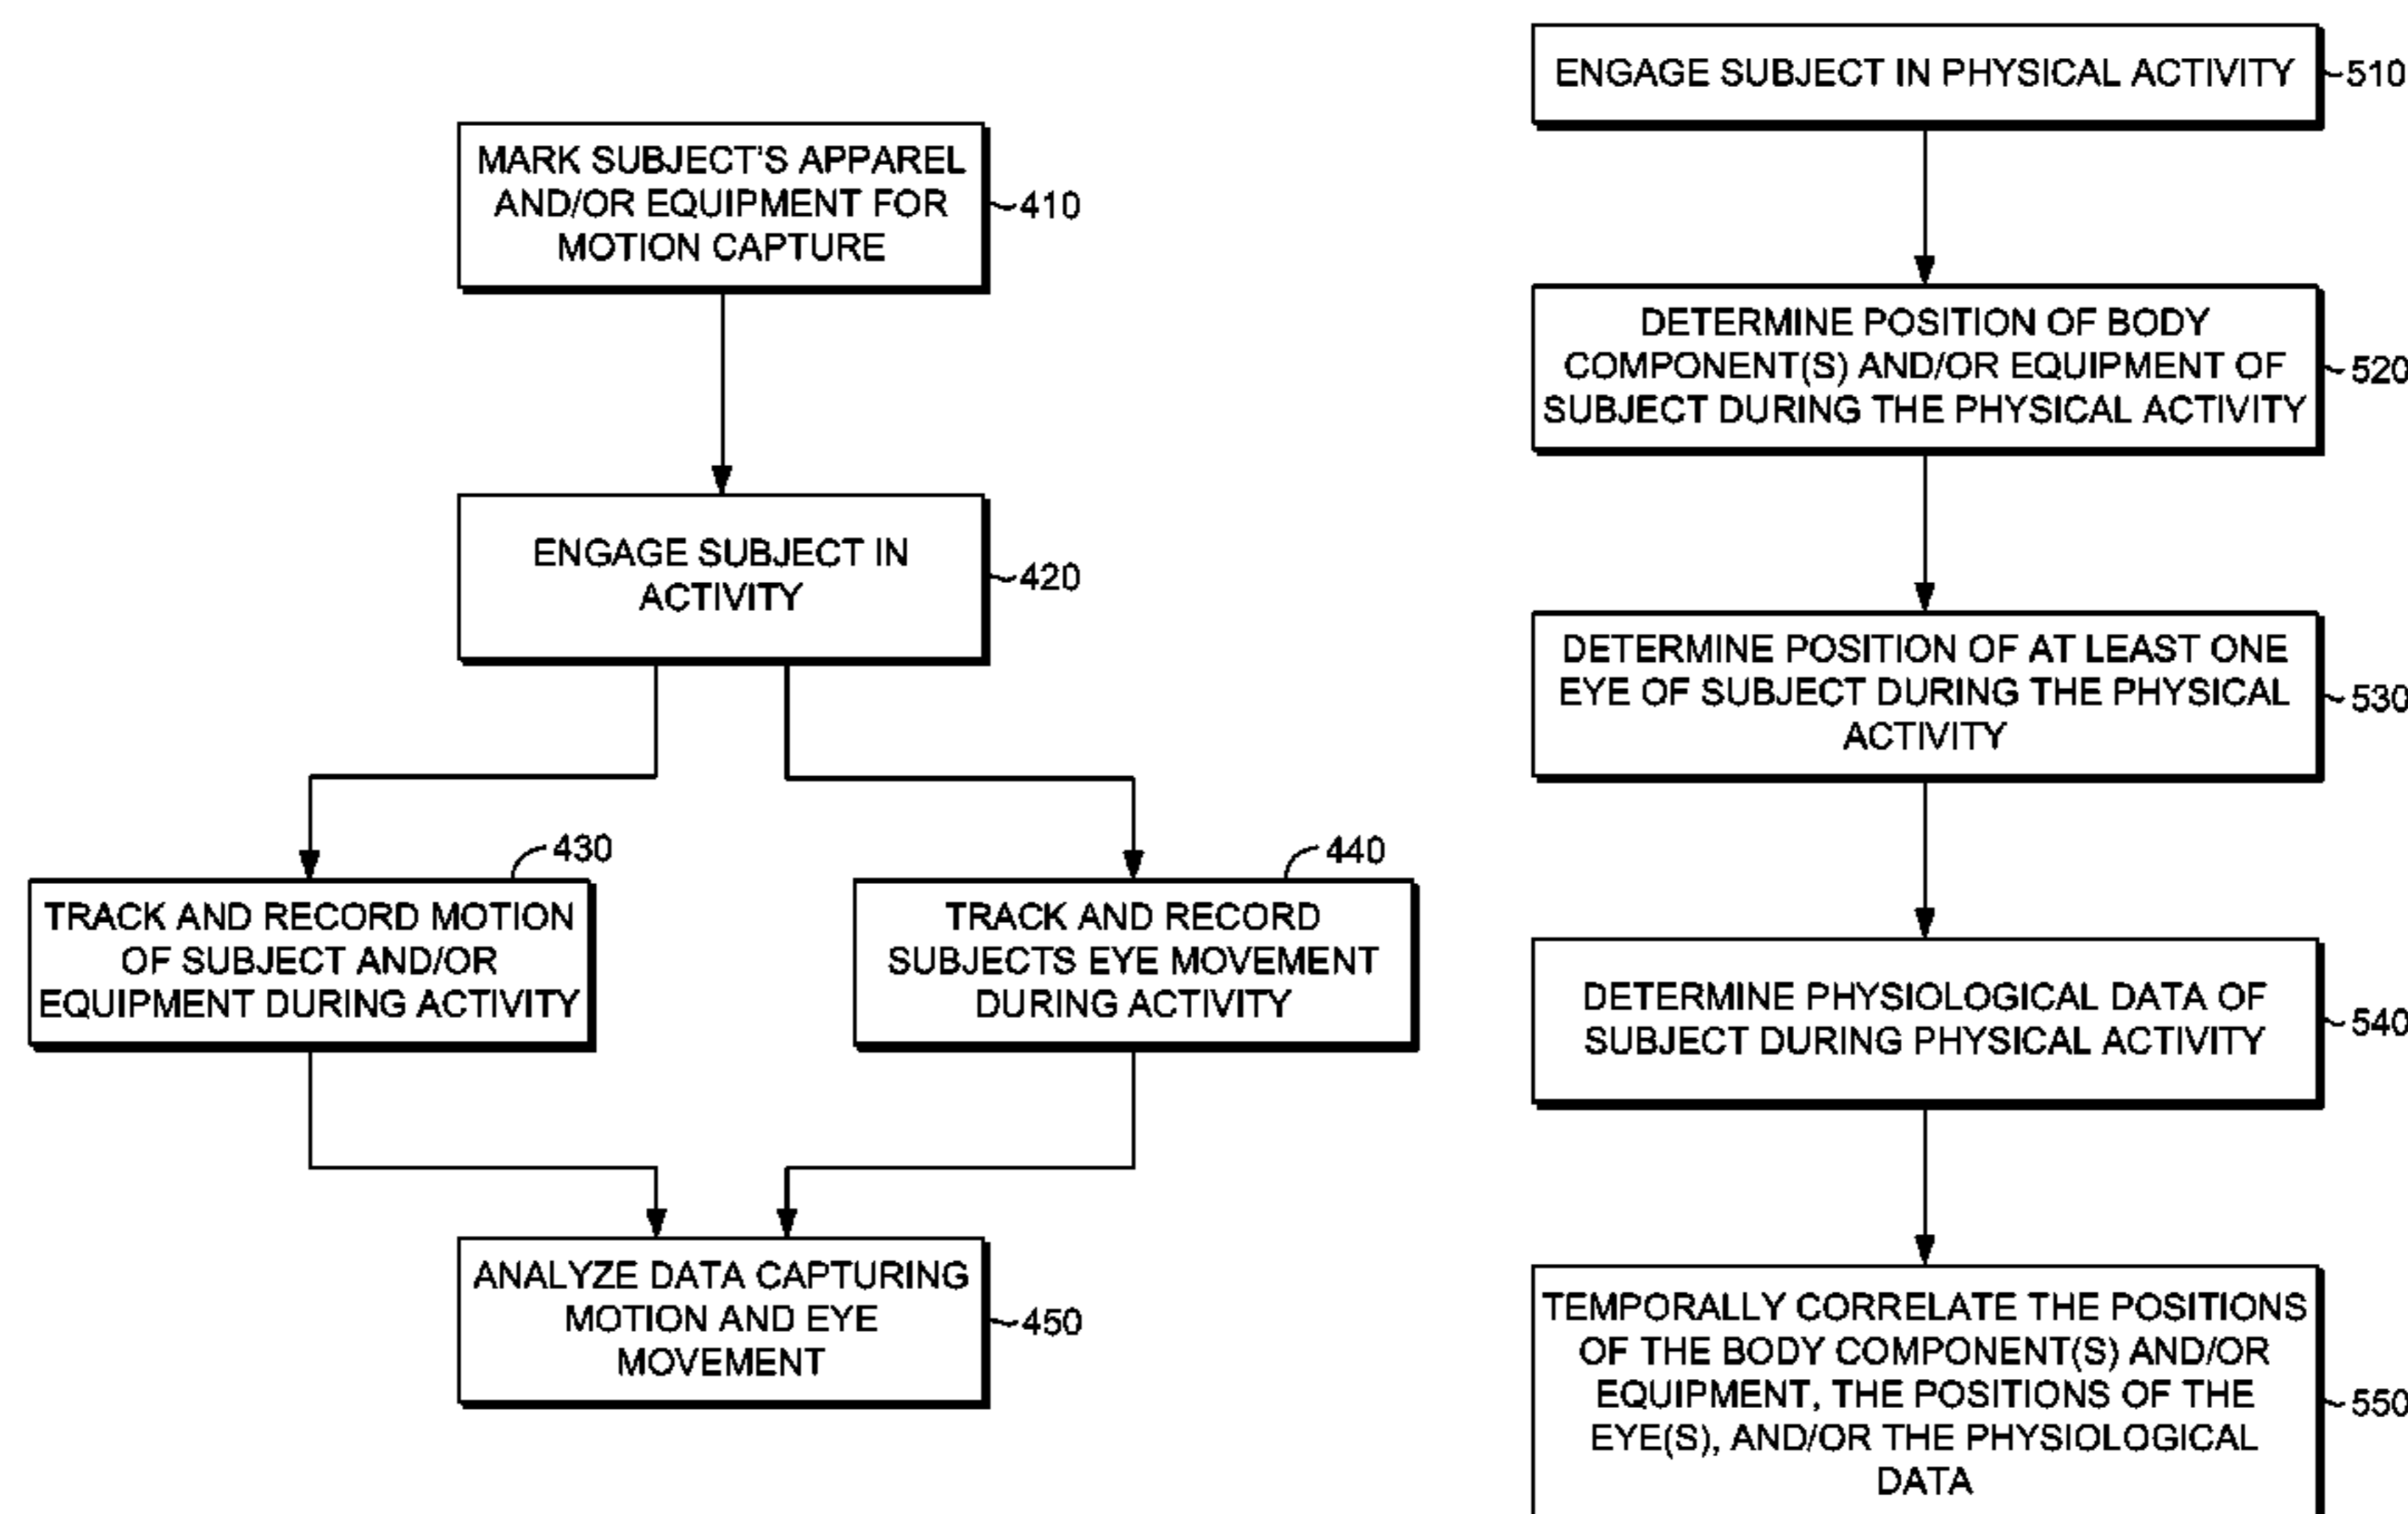 MARK SUBJECT'S APPAREL
AND/OR EQUIPMENT FOR
MOTION CAPTURE
410
ENGAGE SUBJECT IN
ACTIVITY
420
430
TRACK AND RECORD MOTION
OF SUBJECT AND/OR
EQUIPMENT DURING ACTIVITY
440
TRACK AND RECORD
SUBJECTS EYE MOVEMENT
DURING ACTIVITY
ANALYZE DATA CAPTURING
MOTION AND EYE
MOVEMENT
450
ENGAGE SUBJECT IN PHYSICAL ACTIVITY
510
DETERMINE POSITION OF BODY
COMPONENT(S) AND/OR EQUIPMENT OF
SUBJECT DURING THE PHYSICAL ACTIVITY
520
DETERMINE POSITION OF AT LEAST ONE
EYE OF SUBJECT DURING THE PHYSICAL
ACTIVITY
530
DETERMINE PHYSIOLOGICAL DATA OF
SUBJECT DURING PHYSICAL ACTIVITY
540
TEMPORALLY CORRELATE THE POSITIONS
OF THE BODY COMPONENT(S) AND/OR
EQUIPMENT, THE POSITIONS OF THE
EYE(S), AND/OR THE PHYSIOLOGICAL
DATA
550